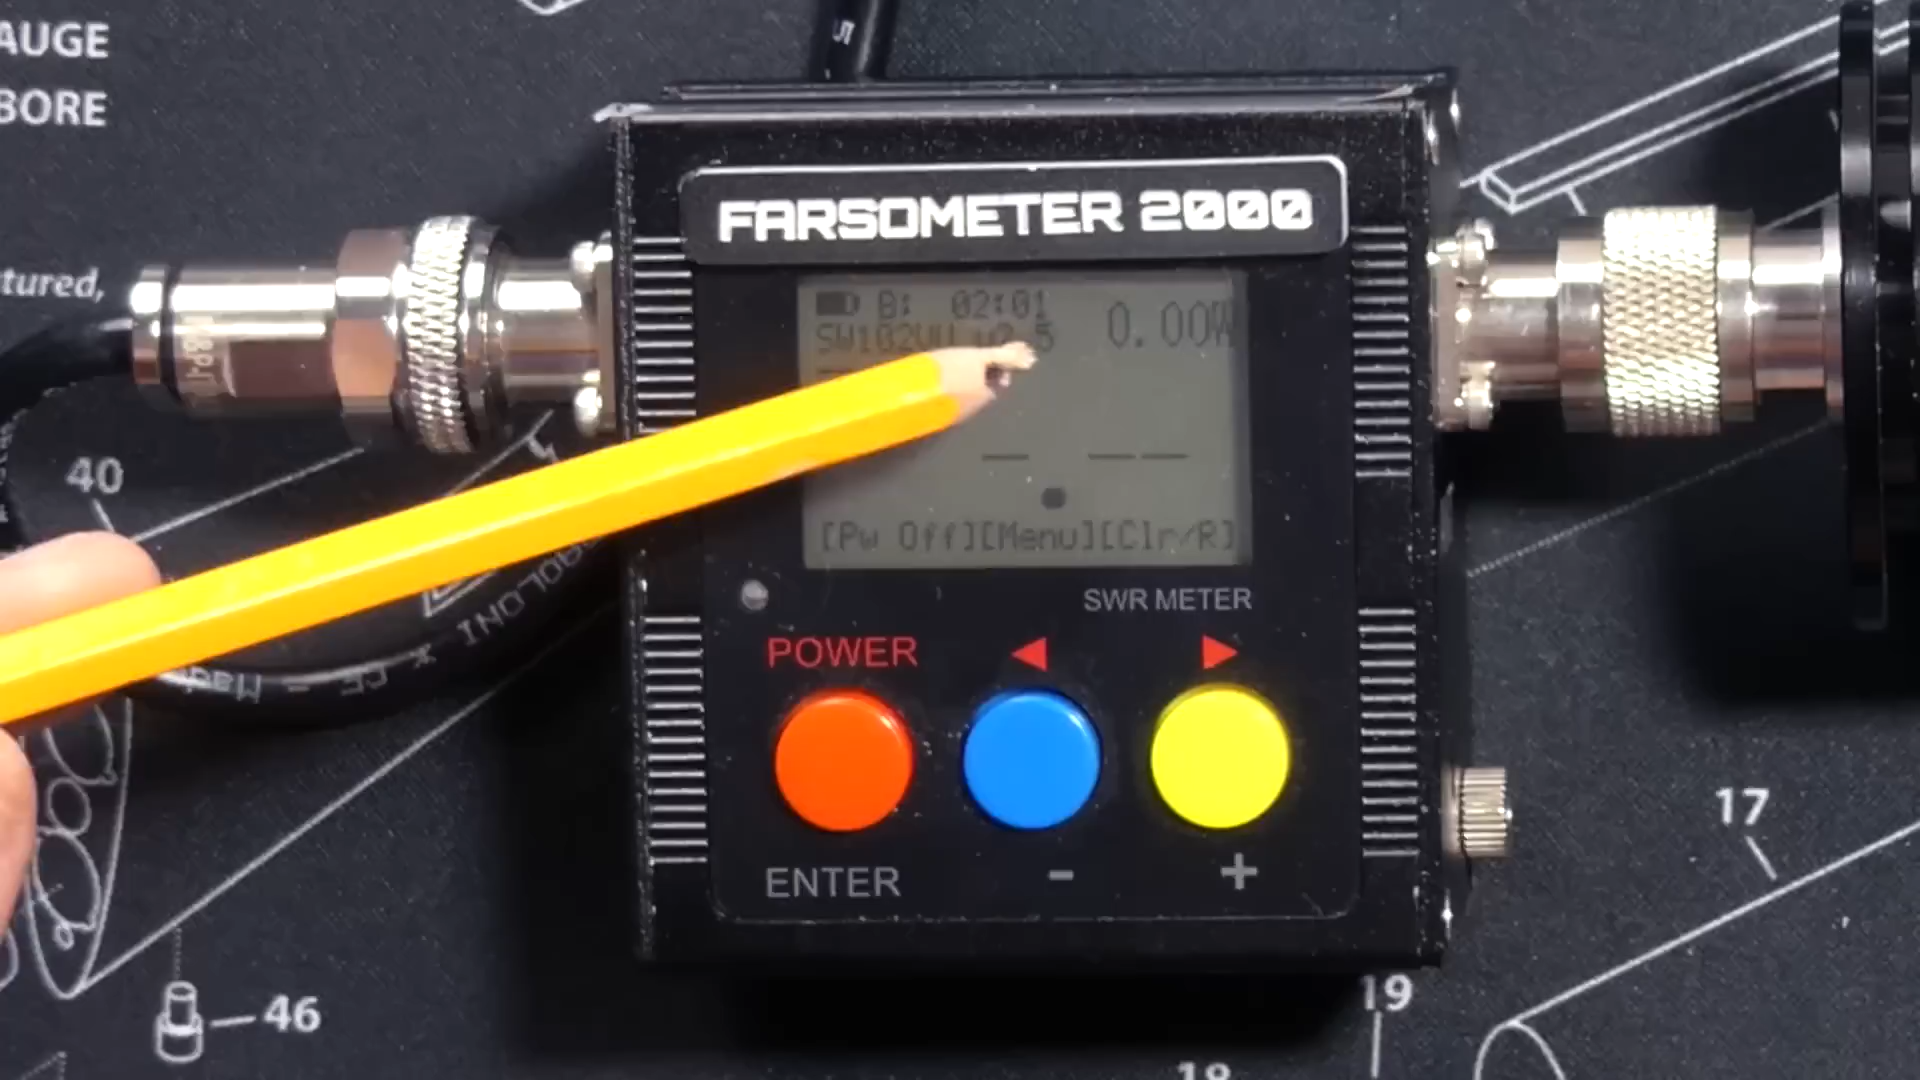 AUGE
BORE
tured,
40
46
FARSOMETER 2000
B: 02:01
0.00W
[Pw Off][Menu][Clr/R]
SWR METER
POWER
ENTER
-
+
17
19
18